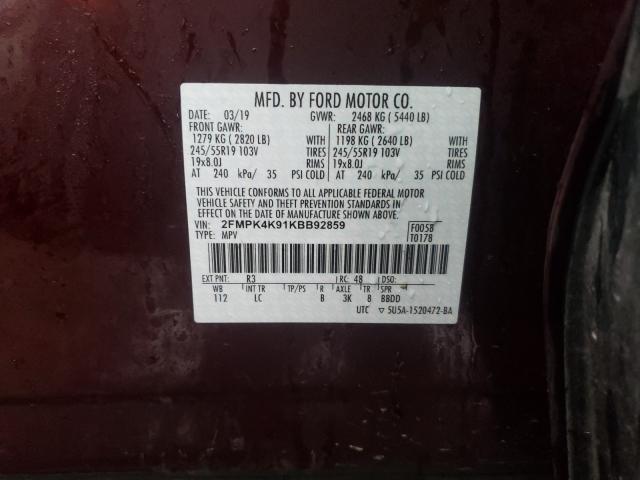 MFD. BY FORD MOTOR CO.
DATE: 03/19 GVWR: 2468 KG ( 5440 LB)
FRONT GAWR: REAR GAWR:
1279 KG ( 2820 LB) WITH 1198 KG ( 2640 LB) WITH
245/55R19 103V TIRES 245/55R19 103V TIRES
19x8.0J RIMS 19x8.0J RIMS
AT 240 kPa/ 35 PSI COLD AT 240 kPa/ 35 PSI COLD
THIS VEHICLE CONFORMS TO ALL APPLICABLE FEDERAL MOTOR
VEHICLE SAFETY AND THEFT PREVENTION STANDARDS IN
EFFECT ON THE DATE OF MANUFACTURE SHOWN ABOVE.
VIN: 2FMPK4K91KBB92859 F0058
TYPE: MPV T0178
EXT PNT: R3 RC: 48 DSO:
WB INT TR TP/PS R AXLE TR SPR
112 LC B 3K 8 BBDD
UTC ▽ 5U5A-1520472-BA